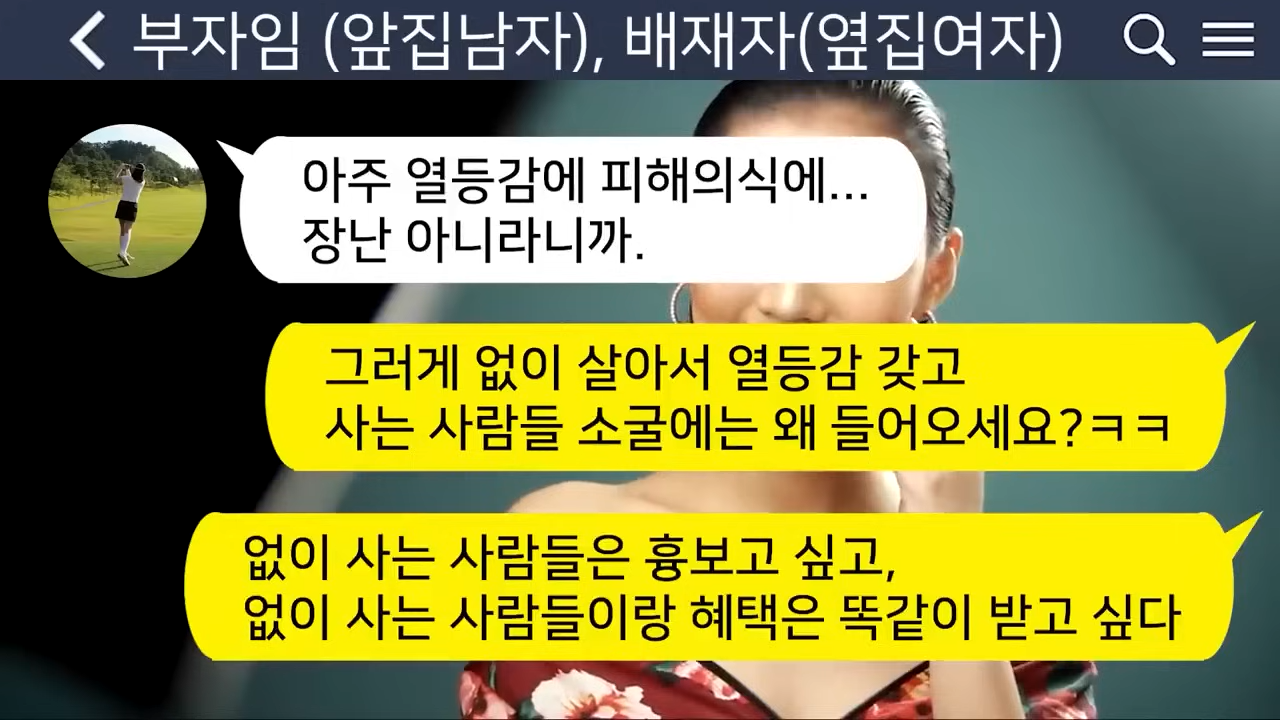 부자임 (앞집남자), 배재자(옆집여자)
아주 열등감에 피해의식에...
장난 아니라니까.
그러게 없이 살아서 열등감 갖고
사는 사람들 소굴에는 왜 들어오세요?ㅋㅋ
없이 사는 사람들은 흉보고 싶고,
없이 사는 사람들이랑 혜택은 똑같이 받고 싶다